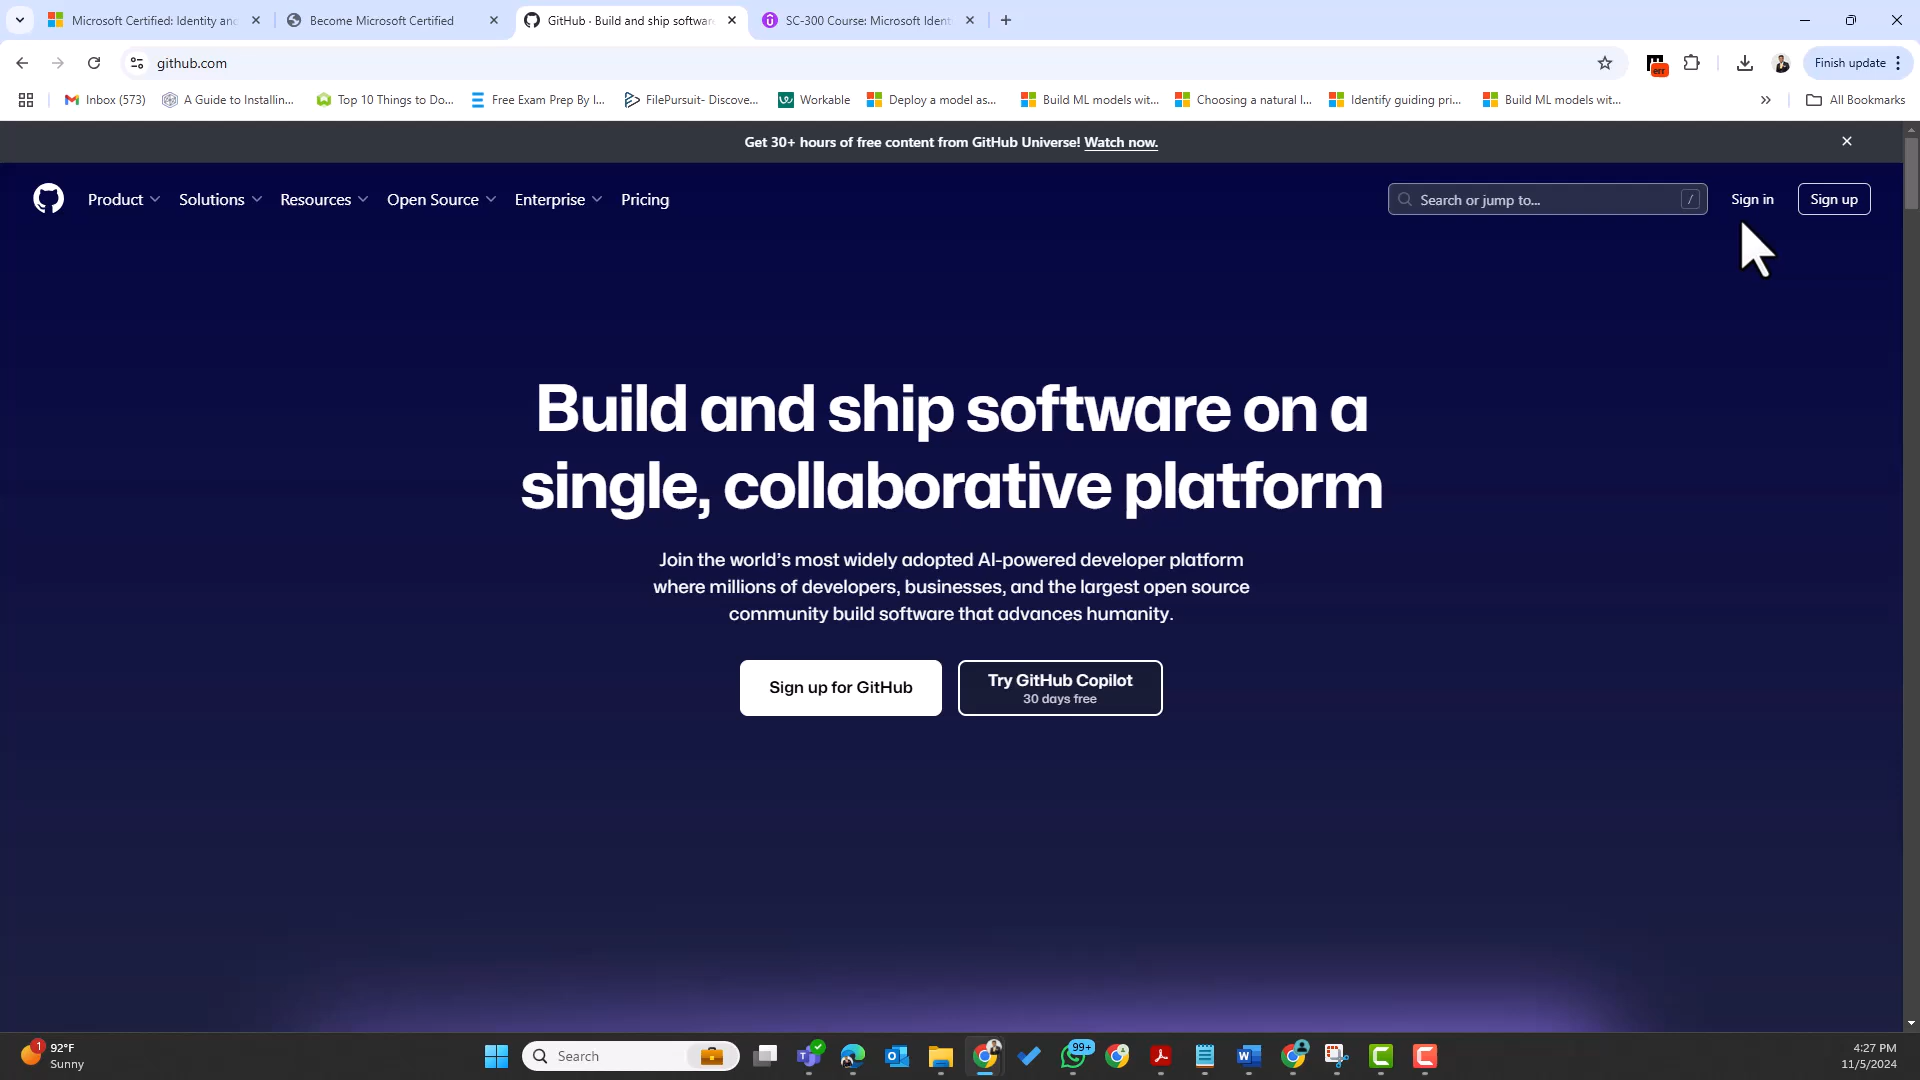 Microsoft Certified: Identity an
Become Microsoft Certified
GitHub · Build and ship software
SC-300 Course: Microsoft Ident
github.com
err
Finish update
Inbox (573)
A Guide to Installin...
Top 10 Things to Do...
Free Exam Prep By I...
FilePursuit- Discove...
Workable
Deploy a model as...
Build ML models wit...
Choosing a natural l...
Identify guiding pri...
Build ML models wit...
All Bookmarks
Get 30+ hours of free content from GitHub Universe! Watch now.
Product
Solutions
Resources
Open Source
Enterprise
Pricing
Search or jump to...
/
Sign in
Sign up
Build and ship software on a
single, collaborative platform
Join the world’s most widely adopted AI-powered developer platform
where millions of developers, businesses, and the largest open source
community build software that advances humanity.
Sign up for GitHub
Try GitHub Copilot
30 days free
1
92°F
Sunny
Search
99+
4:27 PM
11/5/2024